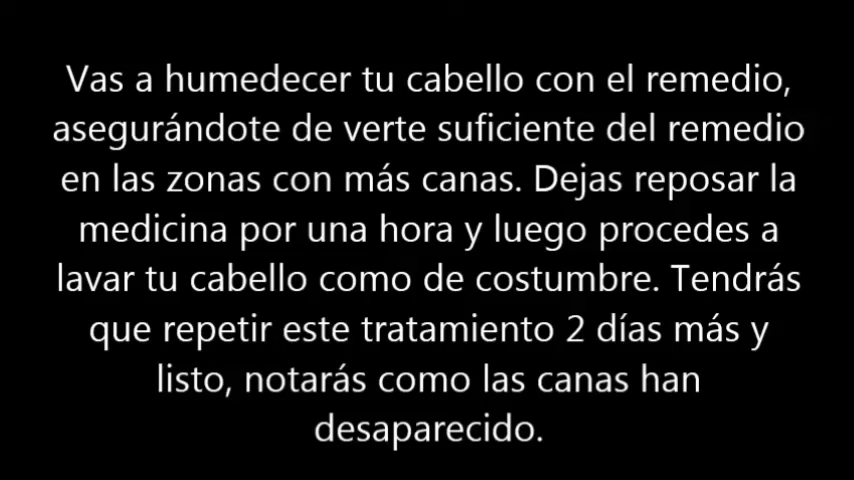 Vas a humedecer tu cabello con el remedio,
asegurándote de verte suficiente del remedio
en las zonas con más canas. Dejas reposar la
medicina por una hora y luego procedes a
lavar tu cabello como de costumbre. Tendrás
que repetir este tratamiento 2 días más y
listo, notarás como las canas han
desaparecido.